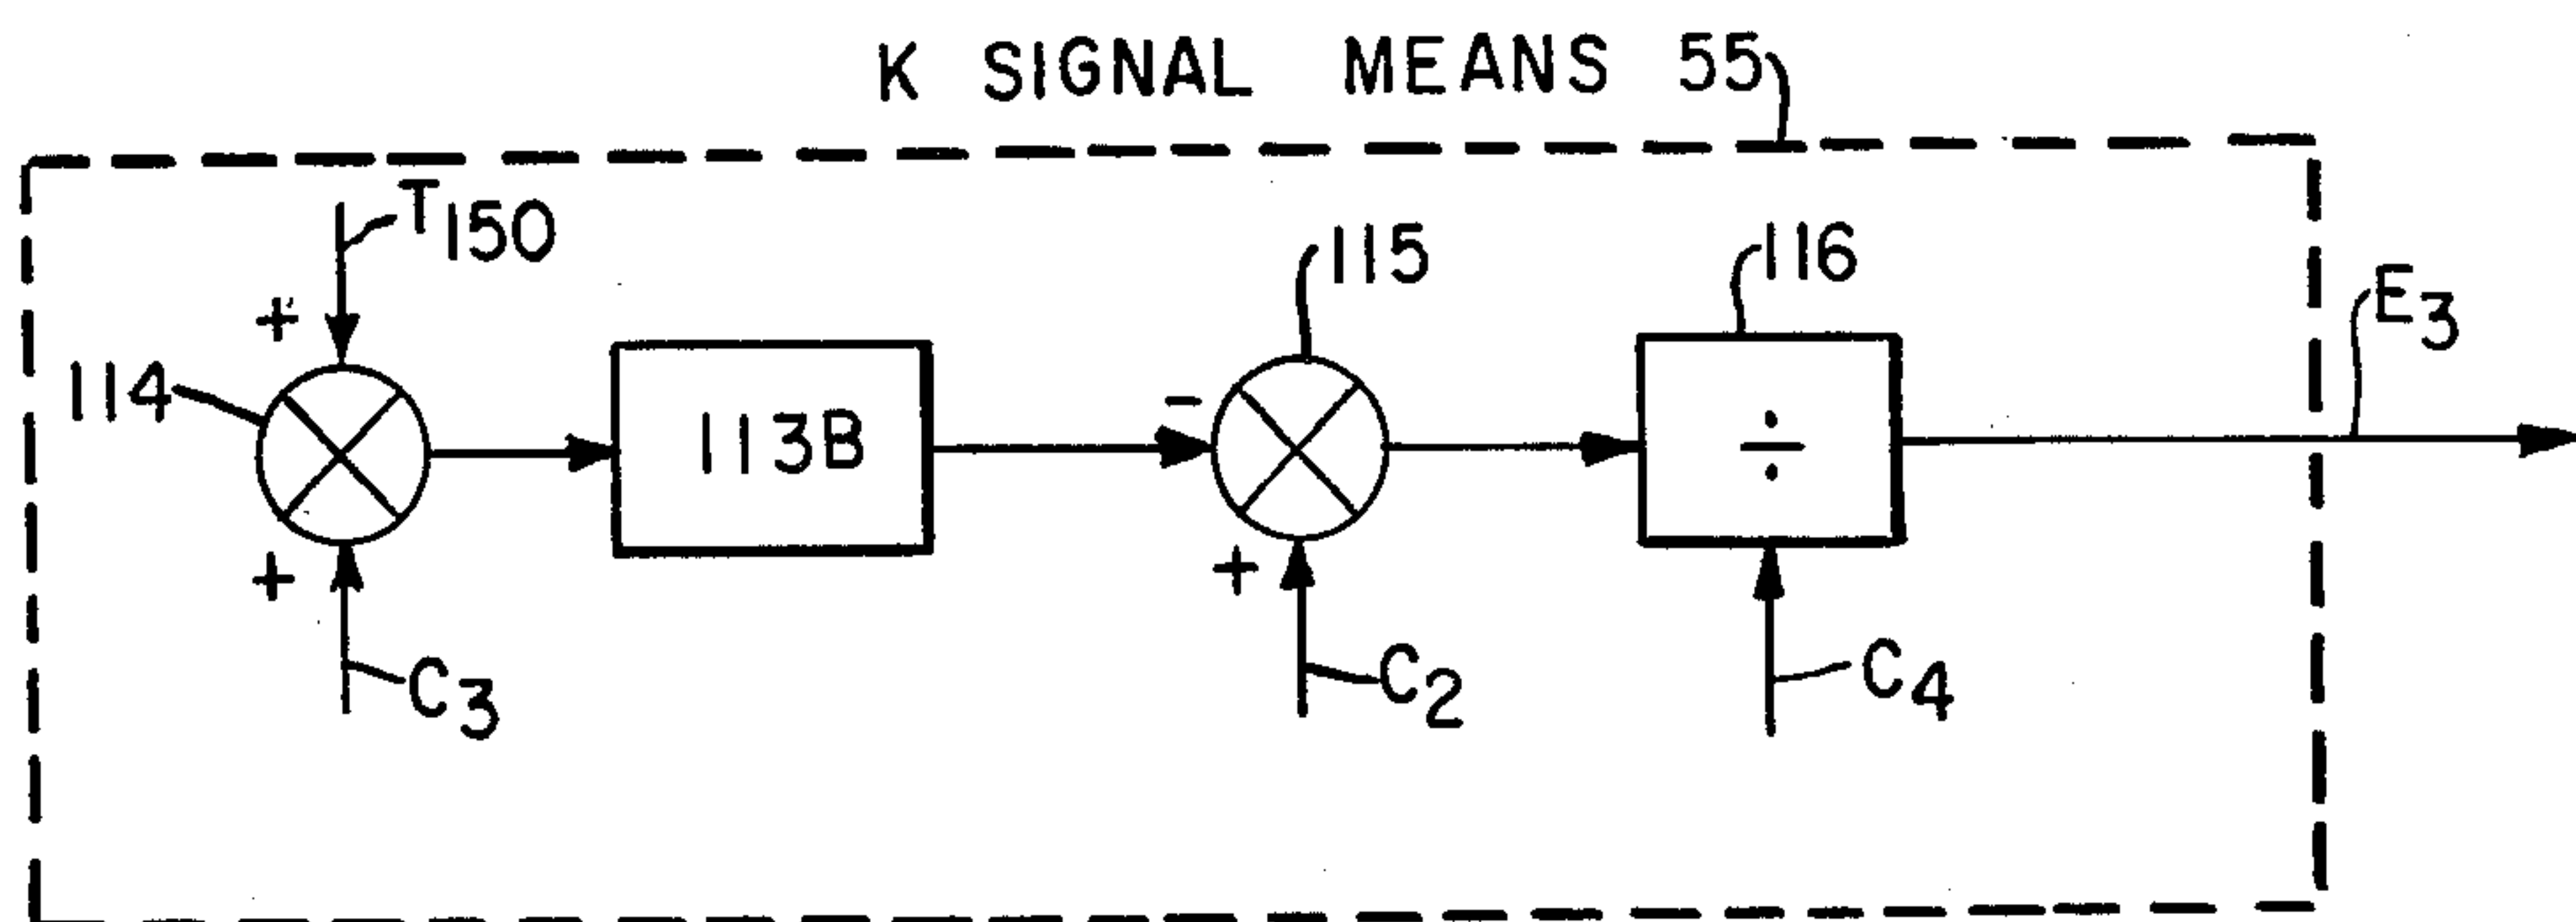 K SIGNAL MEANS 55
T150
+
114
+
C3
113B
-
115
+
C2
116
÷
C4
E3